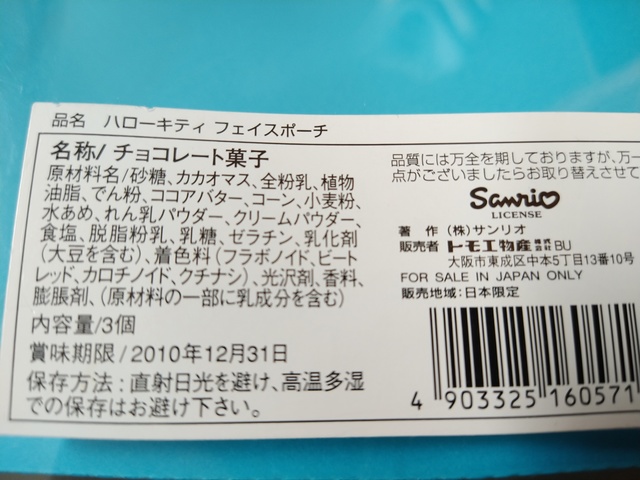 品名 ハローキティ フェイスポーチ
名称/ チョコレート菓子
原材料名/砂糖、カカオマス、全粉乳、植物
油脂、でん粉、ココアバター、コーン、小麦粉、
水あめ、れん乳パウダー、クリームパウダー、
食塩、脱脂粉乳、乳糖、ゼラチン、乳化剤
(大豆を含む)、着色料(フラボノイド、ビート
レッド、カロチノイド、クチナシ)、光沢剤、香料、
膨脹剤、(原材料の一部に乳成分を含む)
内容量/3個
賞味期限/2010年12月31日
保存方法:直射日光を避け、高温多湿
での保存はお避け下さい。
品質には万全を期しておりますが、万一
点がございましたらお取り替えさせて
Sanrio
LICENSE
著作 (株)サンリオ
販売者 トモエ物産株式会社 BU
大阪市東成区中本5丁目13番10号
FOR SALE IN JAPAN ONLY
販売地域:日本限定
4 903325 160571